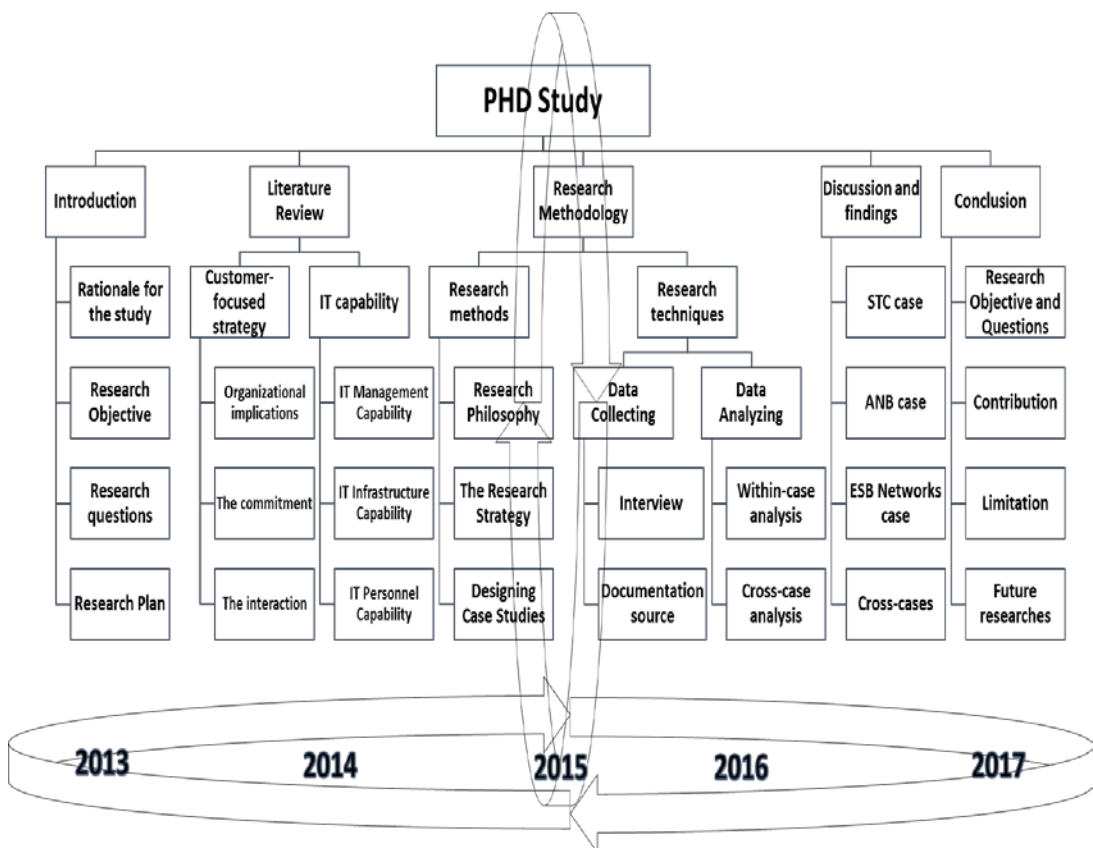 PHD Study
Introduction
Literature
Review
Research
Methodology
Discussion and
findings
Conclusion
Rationale for
the study
Customer-
focused
strategy
IT capability
Research
methods
Research
techniques
STC case
Research
Objective and
Questions
Research
Objective
Organizational
implications
IT Management
Capability
Research
Philosophy
Data
Collecting
Data
Analyzing
ANB case
Contribution
Research
questions
The commitment
IT Infrastructure
Capability
The Research
Strategy
Interview
Within-case
analysis
ESB Networks
case
Limitation
Research Plan
The interaction
IT Personnel
Capability
Designing
Case Studies
Documentation
source
Cross-case
analysis
Cross-cases
Future
researches
2013
2014
2015
2016
2017